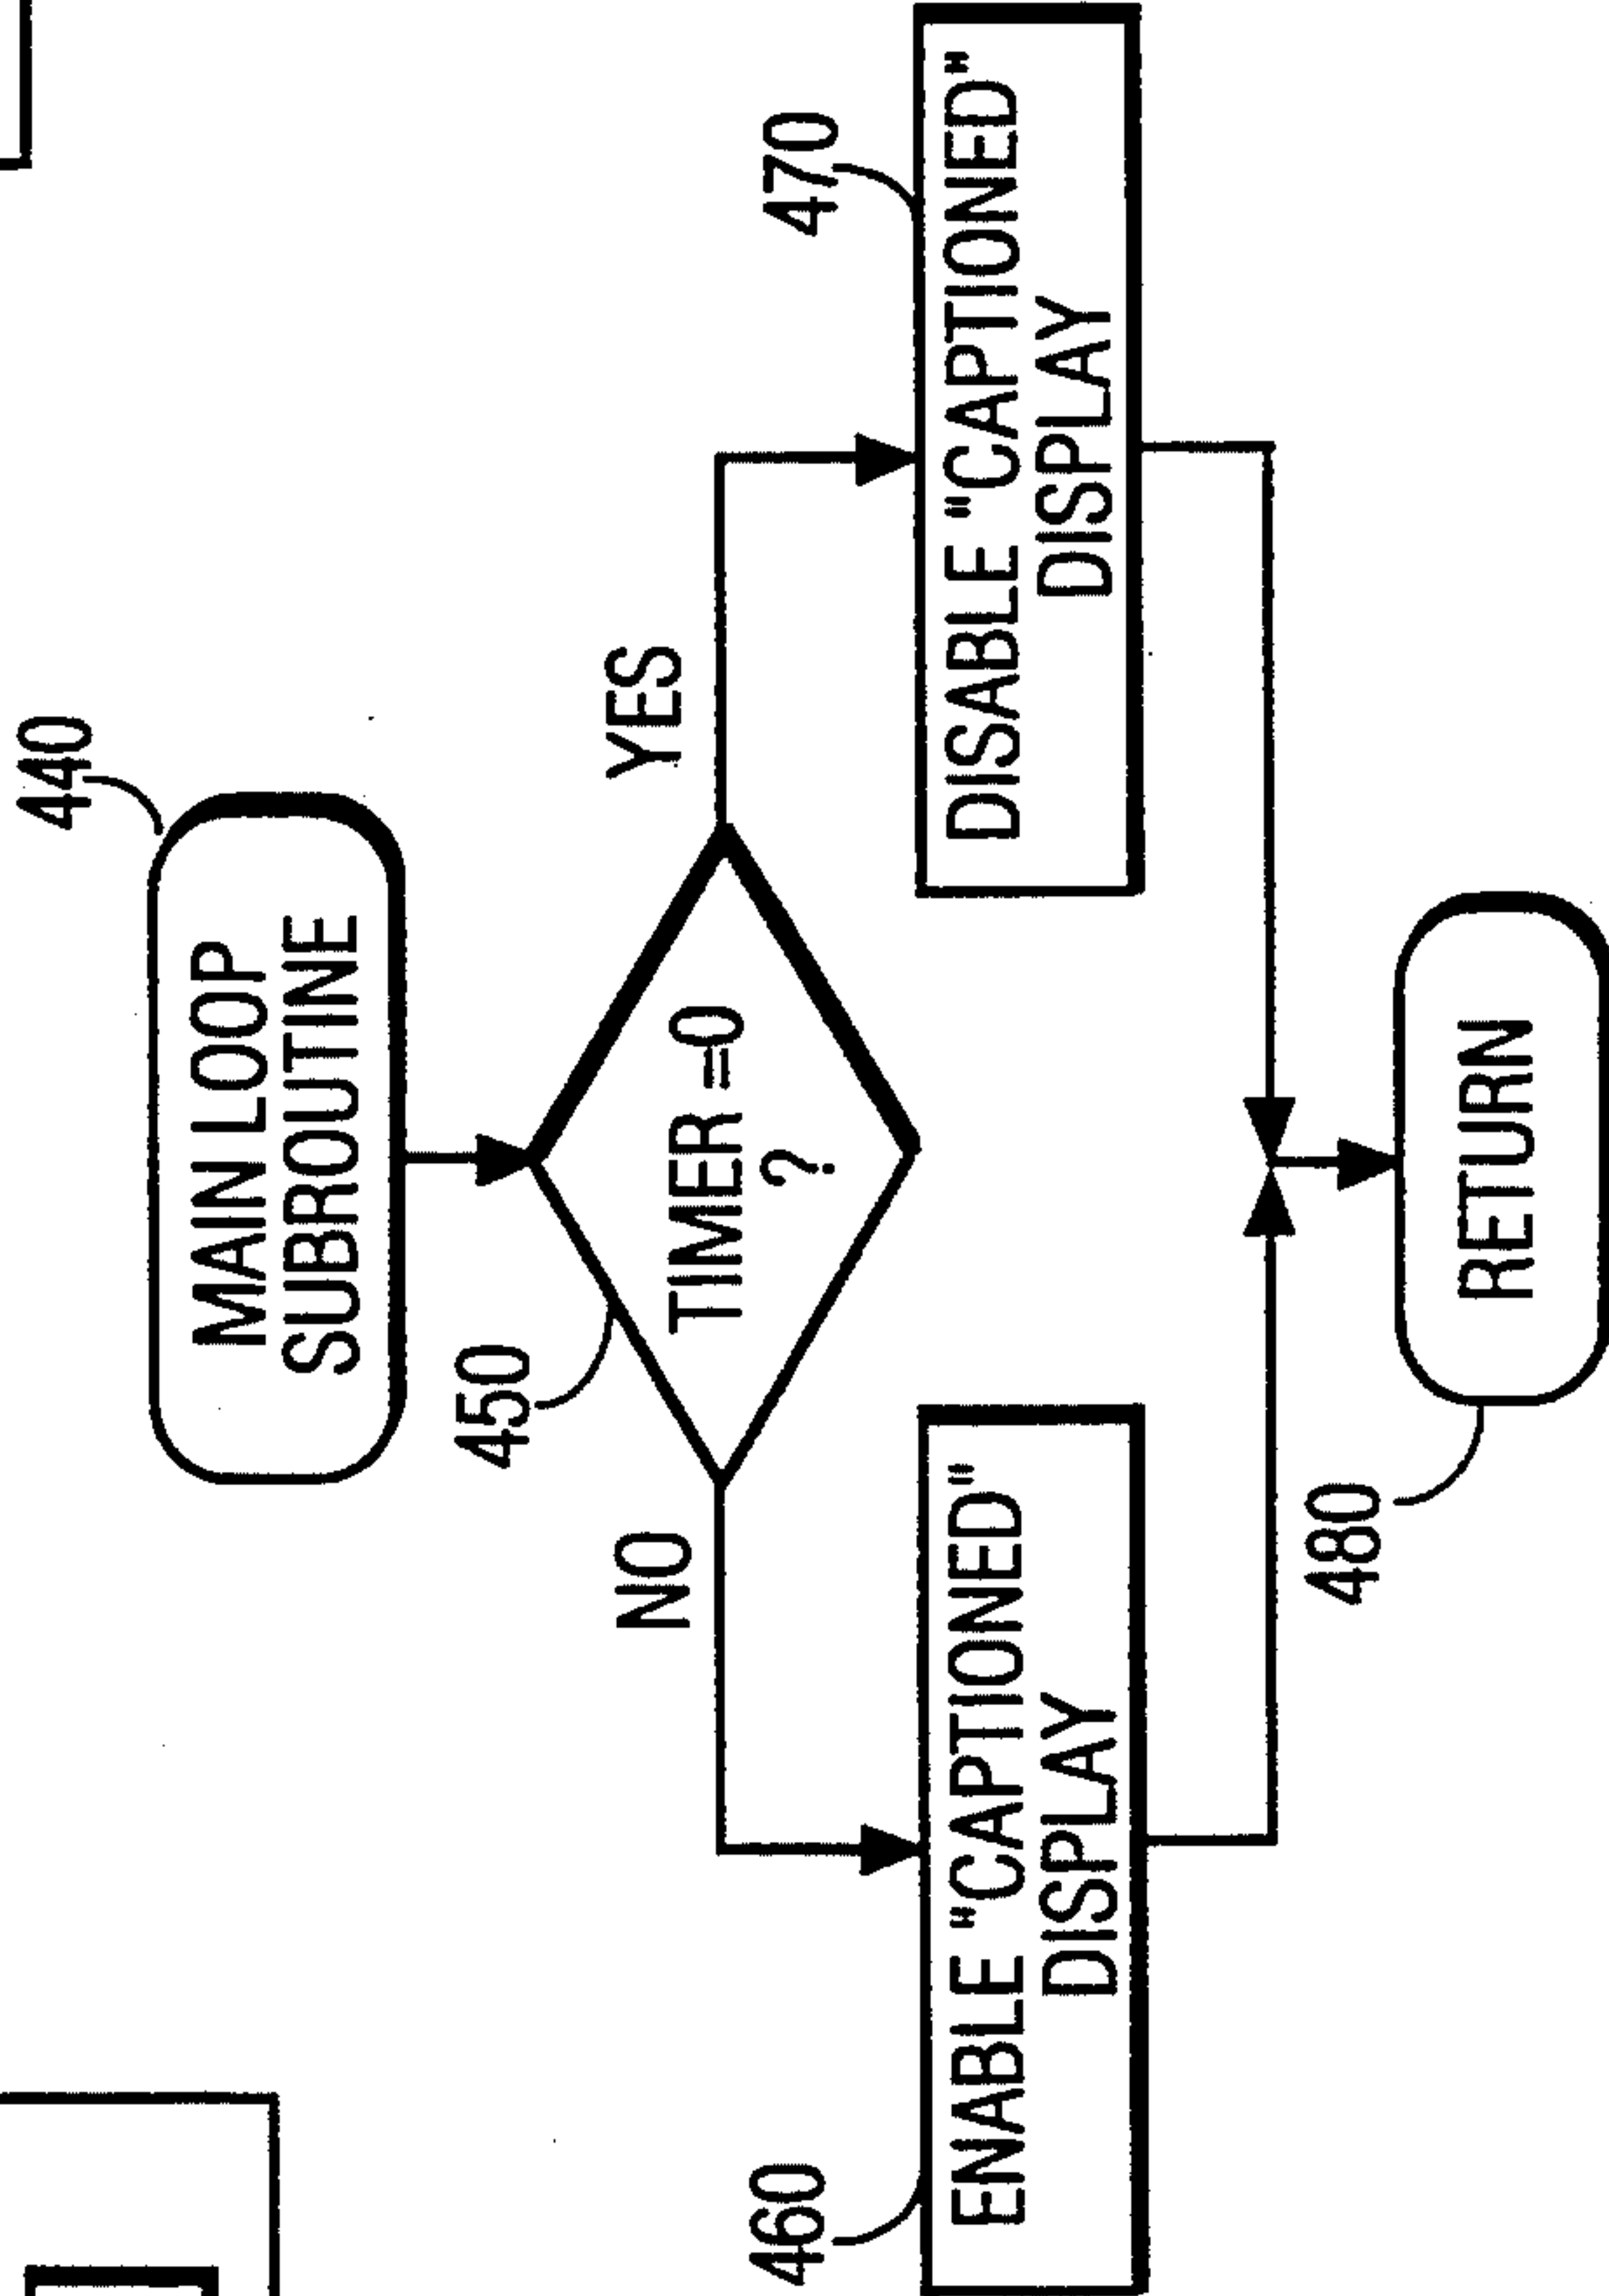 440
MAIN LOOP
SUBROUTINE
450
TIMER =0
?
NO
YES
460
ENABLE "CAPTIONED"
DISPLAY
470
DISABLE "CAPTIONED"
DISPLAY
480
RETURN